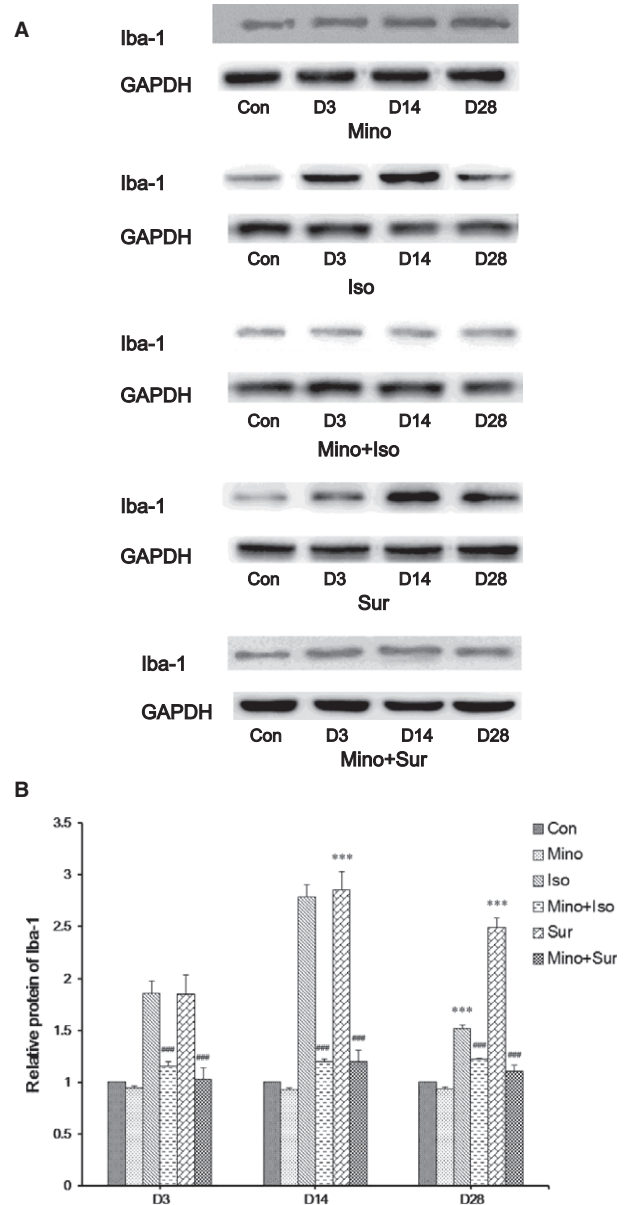 A
Iba-1
GAPDH
Con D3 D14 D28
Mino
Iba-1
GAPDH
Con D3 D14 D28
Iso
Iba-1
GAPDH
Con D3 D14 D28
Mino+Iso
Iba-1
GAPDH
Con D3 D14 D28
Sur
Iba-1
GAPDH
Con D3 D14 D28
Mino+Sur
B
Relative protein of Iba-1
3.5
3
2.5
2
1.5
1
0.5
0
***
***
***
###
###
###
###
###
###
D3 D14 D28
Con
Mino
Iso
Mino+Iso
Sur
Mino+Sur